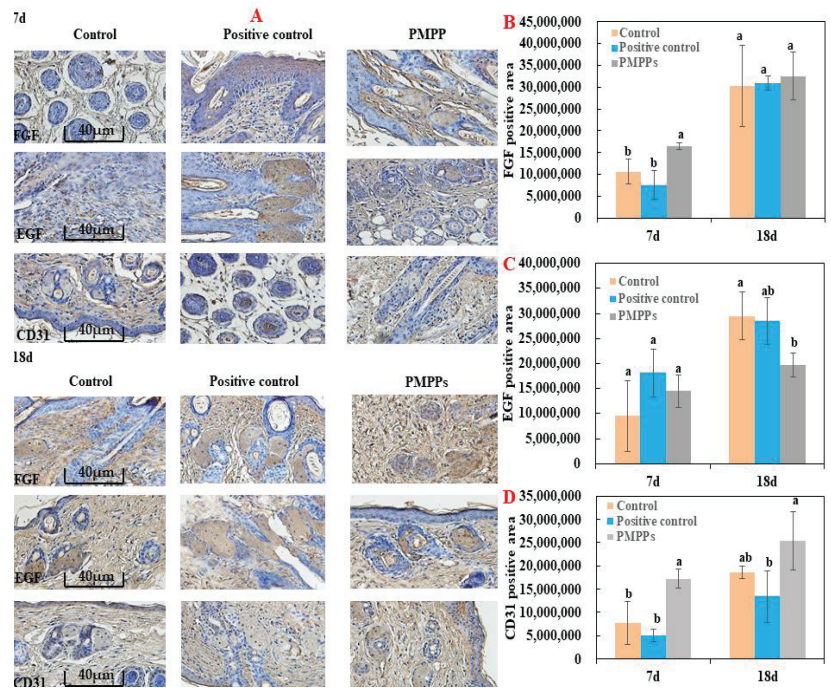 7d
A
Control
Positive control
PMPP
FGF
40μm
EGF
40μm
CD31
40μm
18d
Control
Positive control
PMPPs
FGF
40μm
EGF
40μm
CD31
40μm
B
FGF positive area
45,000,000
40,000,000
35,000,000
30,000,000
25,000,000
20,000,000
15,000,000
10,000,000
5,000,000
0
Control
Positive control
PMPPs
b
b
a
a
a
a
7d
18d
C
EGF positive area
40,000,000
35,000,000
30,000,000
25,000,000
20,000,000
15,000,000
10,000,000
5,000,000
0
Control
Positive control
PMPPs
a
a
a
a
ab
b
7d
18d
D
CD31 positive area
35,000,000
30,000,000
25,000,000
20,000,000
15,000,000
10,000,000
5,000,000
0
Control
Positive control
PMPPs
b
b
a
ab
b
a
7d
18d